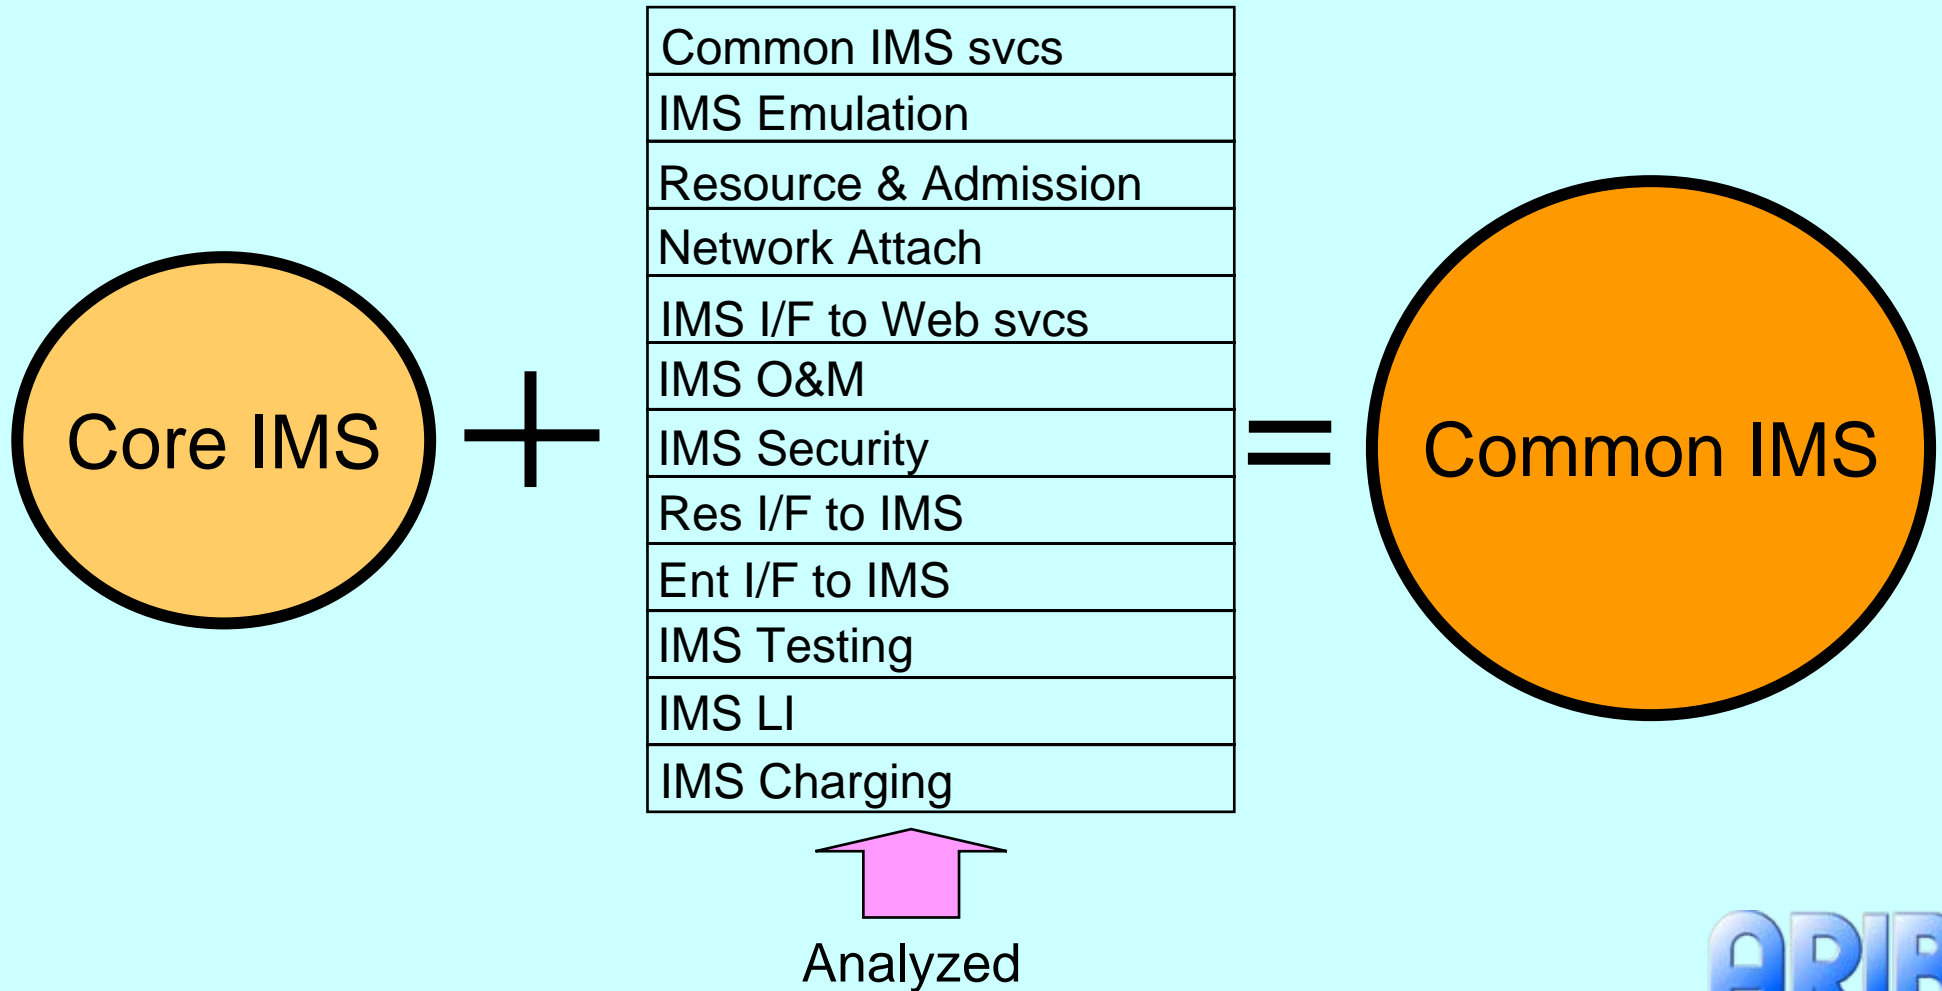 Common IMS svcs
IMS Emulation
Resource & Admission
Network Attach
IMS I/F to Web svcs
IMS O&M
IMS Security
Res I/F to IMS
Ent I/F to IMS
IMS Testing
IMS LI
IMS Charging
Core IMS
+
=
Common IMS
Analyzed
ARIB